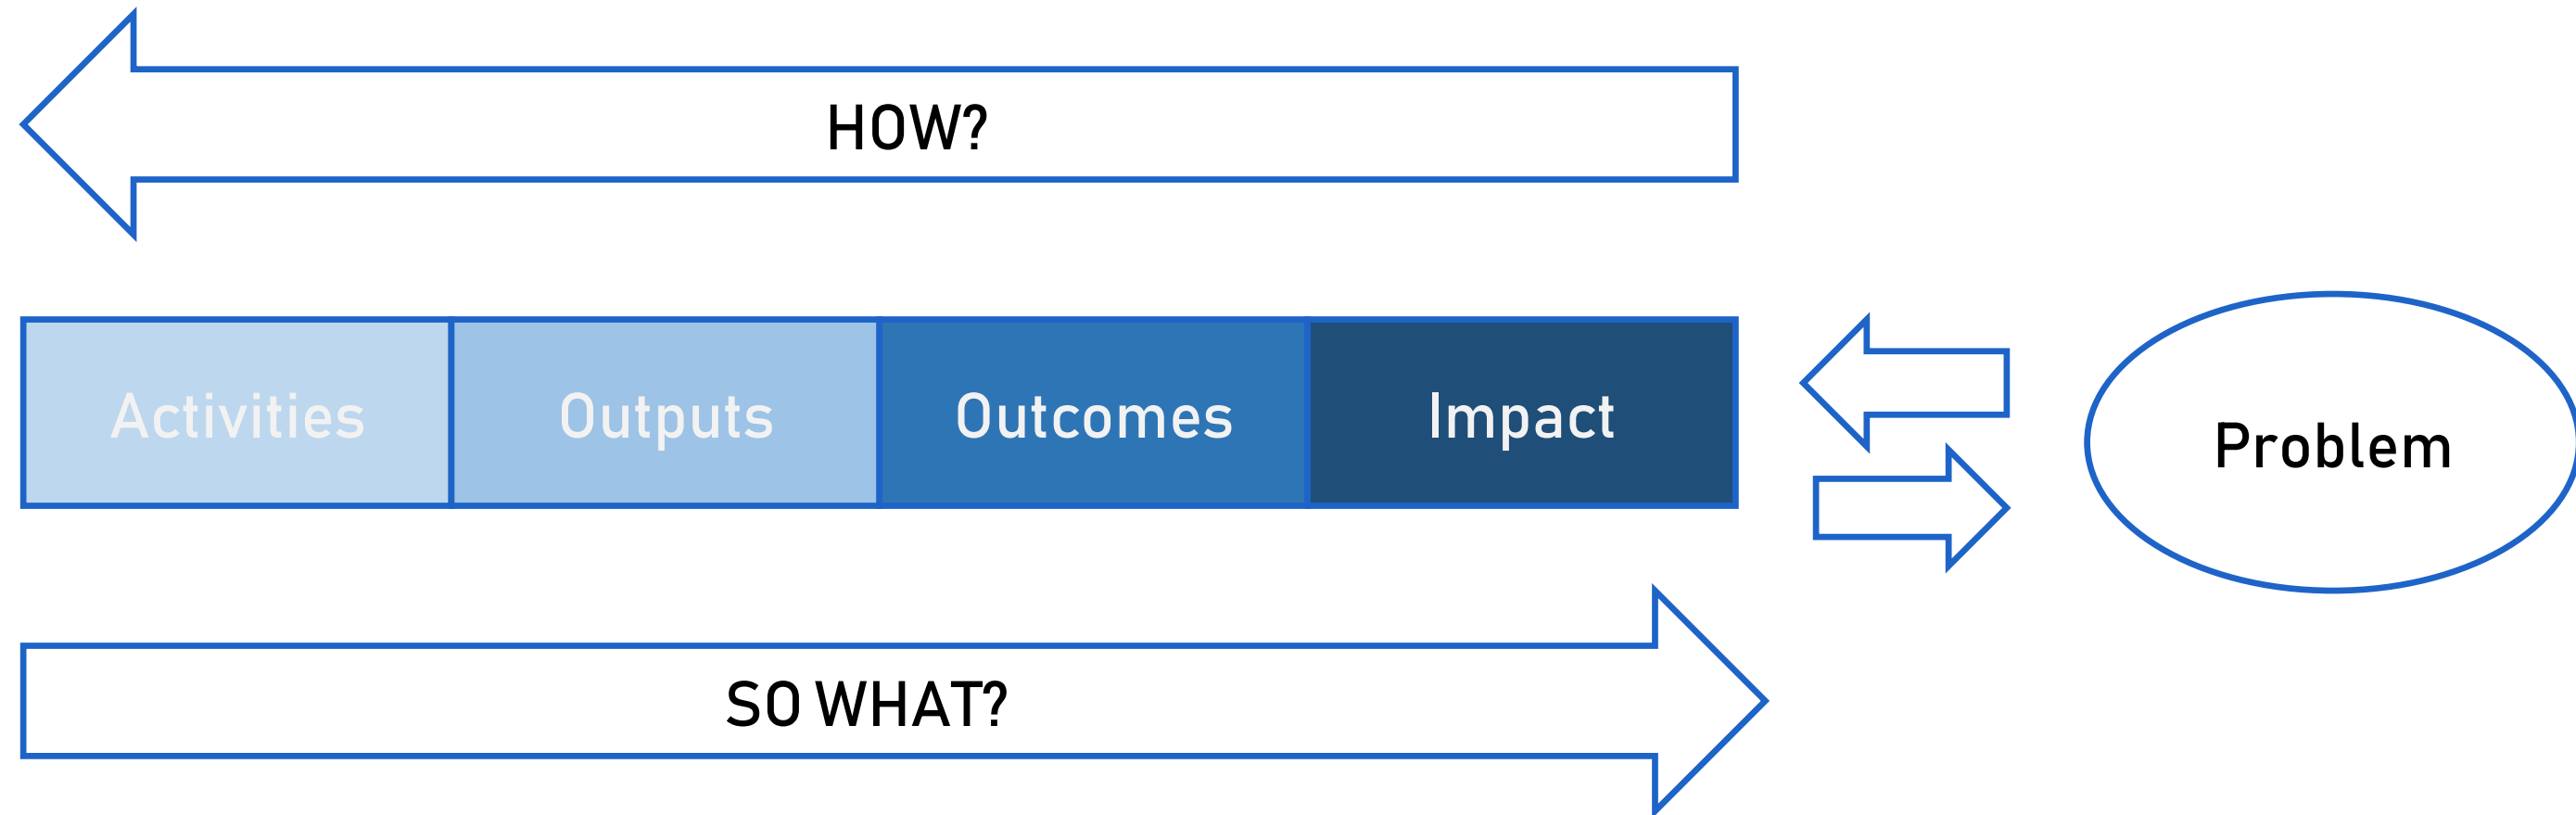 HOW?
Activities
Outputs
Outcomes
Impact
Problem
SO WHAT?